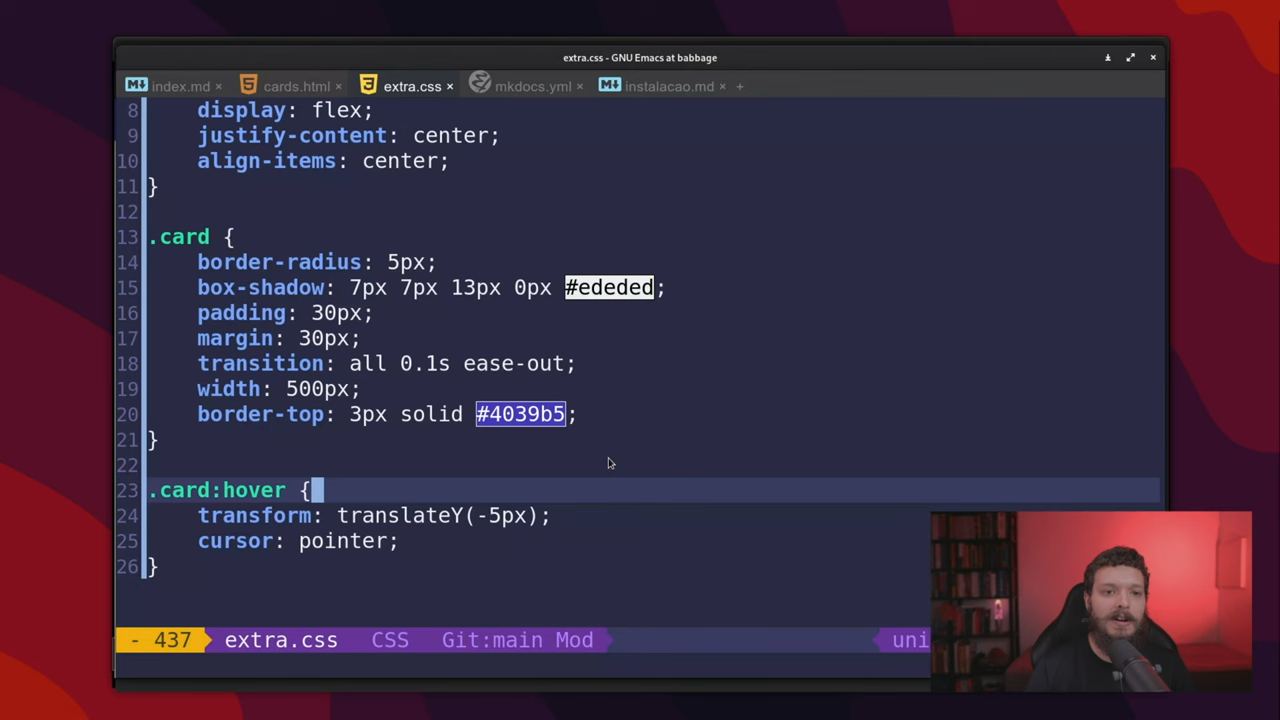 extra.css - GNU Emacs at babbage
index.md × cards.html × extra.css × mkdocs.yml × instalacao.md × +
8 display: flex;
9 justify-content: center;
10 align-items: center;
11 }
12
13 .card {
14 border-radius: 5px;
15 box-shadow: 7px 7px 13px 0px #ededed;
16 padding: 30px;
17 margin: 30px;
18 transition: all 0.1s ease-out;
19 width: 500px;
20 border-top: 3px solid #4039b5;
21 }
22
23 .card:hover {
24 transform: translateY(-5px);
25 cursor: pointer;
26 }
- 437 extra.css CSS Git:main Mod uni